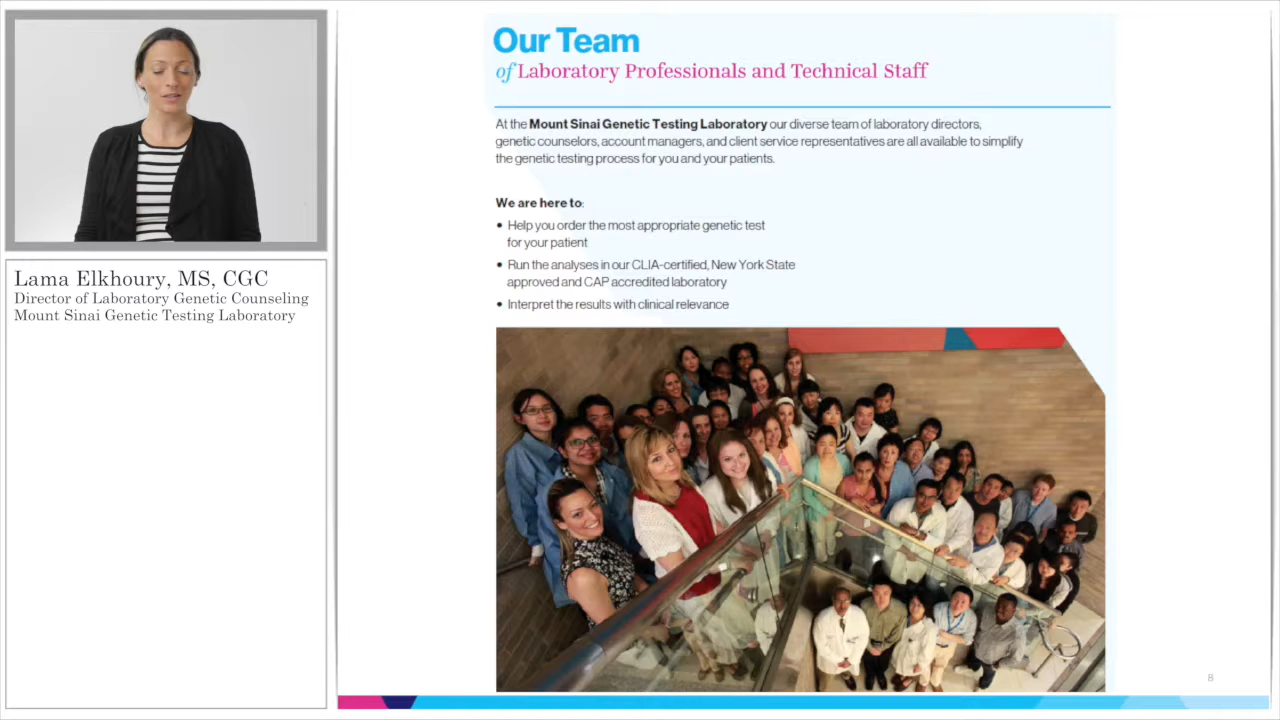 Lama Elkhoury, MS, CGC
Director of Laboratory Genetic Counseling
Mount Sinai Genetic Testing Laboratory
Our Team
of Laboratory Professionals and Technical Staff
At the Mount Sinai Genetic Testing Laboratory our diverse team of laboratory directors,
genetic counselors, account managers, and client service representatives are all available to simplify
the genetic testing process for you and your patients.
We are here to:
• Help you order the most appropriate genetic test
for your patient
• Run the analyses in our CLIA-certified, New York State
approved and CAP accredited laboratory
• Interpret the results with clinical relevance
8